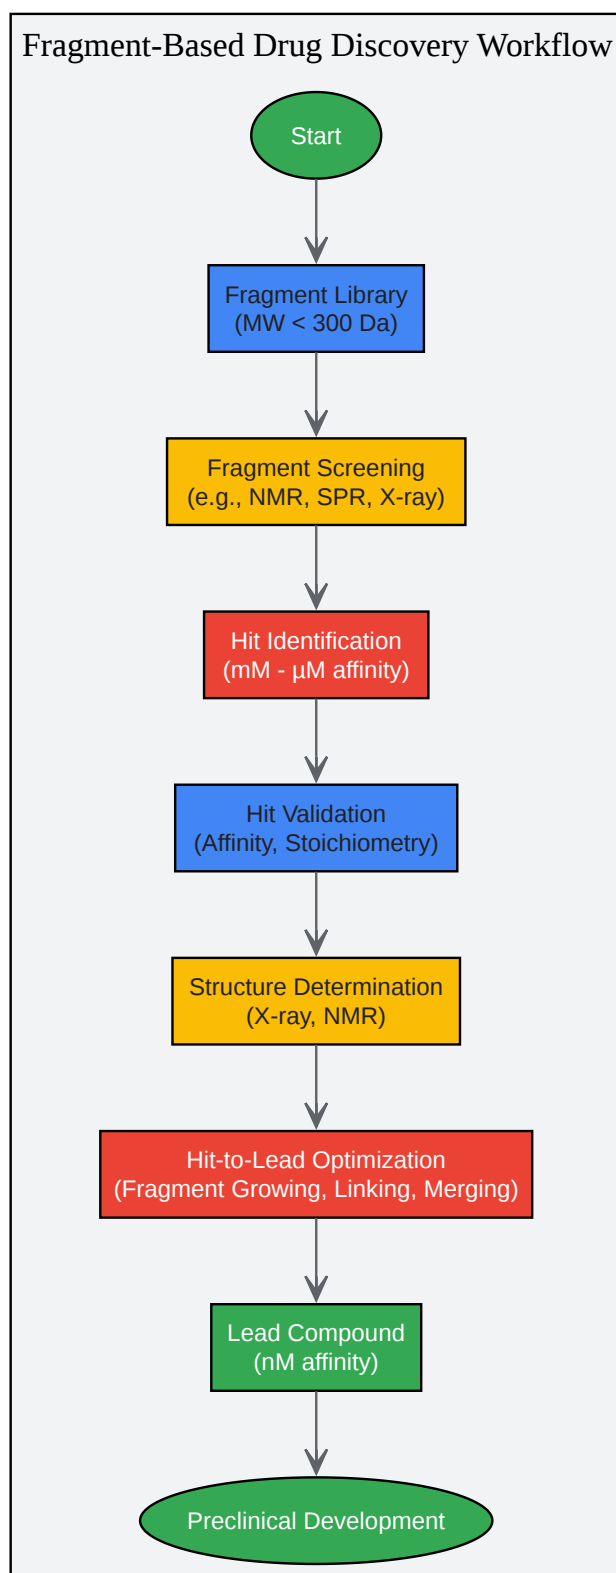 Fragment-Based Drug Discovery Workflow
Start
Fragment Library
(MW < 300 Da)
Fragment Screening
(e.g., NMR, SPR, X-ray)
Hit Identification
(mM - µM affinity)
Hit Validation
(Affinity, Stoichiometry)
Structure Determination
(X-ray, NMR)
Hit-to-Lead Optimization
(Fragment Growing, Linking, Merging)
Lead Compound
(nM affinity)
Preclinical Development